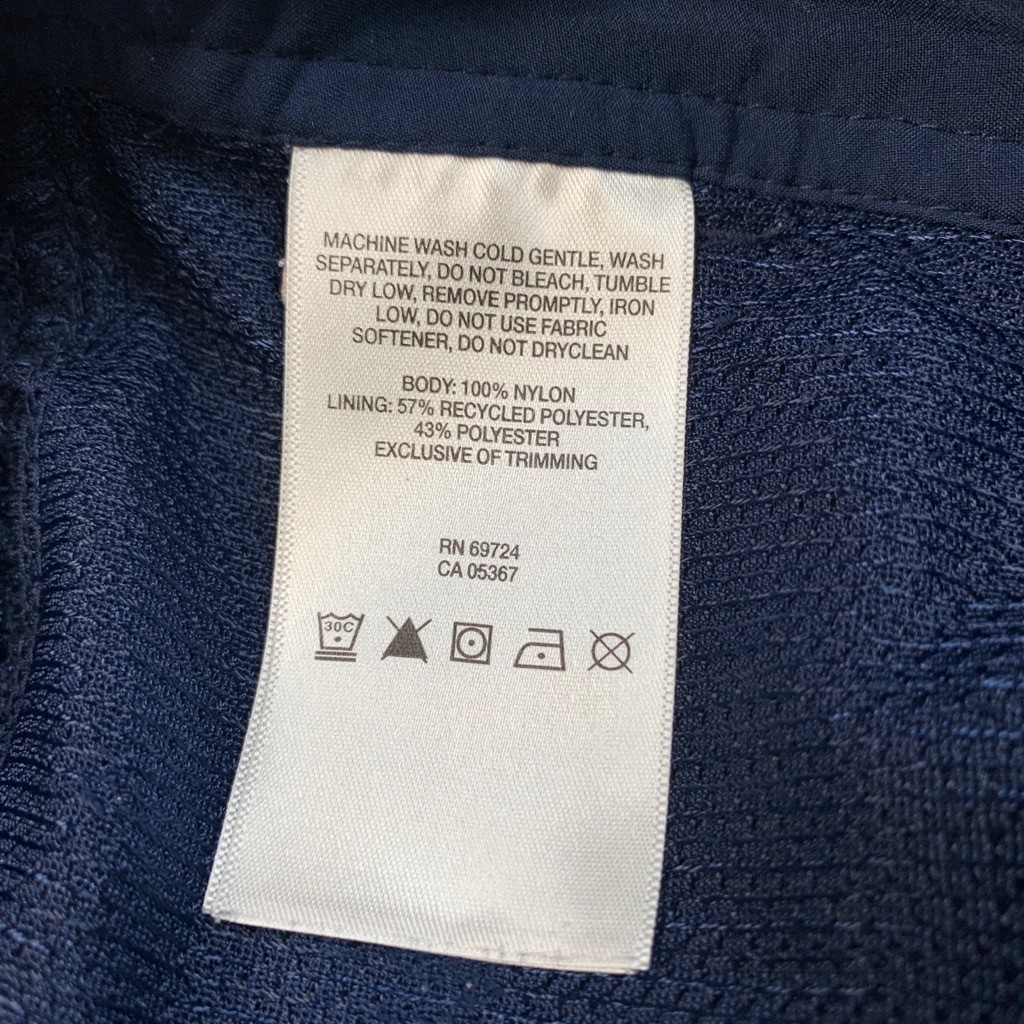 MACHINE WASH COLD GENTLE, WASH
SEPARATELY, DO NOT BLEACH, TUMBLE
DRY LOW, REMOVE PROMPTLY, IRON
LOW, DO NOT USE FABRIC
SOFTENER, DO NOT DRYCLEAN
BODY: 100% NYLON
LINING: 57% RECYCLED POLYESTER,
43% POLYESTER
EXCLUSIVE OF TRIMMING
RN 69724
CA 05367
30C